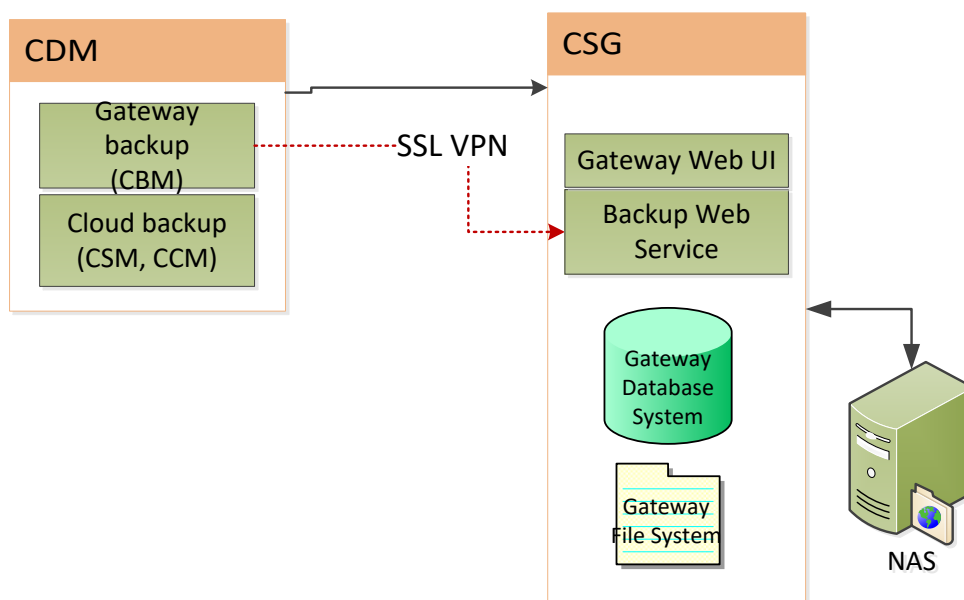 CDM
Gateway
backup
(CBM)
Cloud backup
(CSM, CCM)
SSL VPN
CSG
Gateway Web UI
Backup Web
Service
Gateway
Database
System
Gateway
File System
NAS